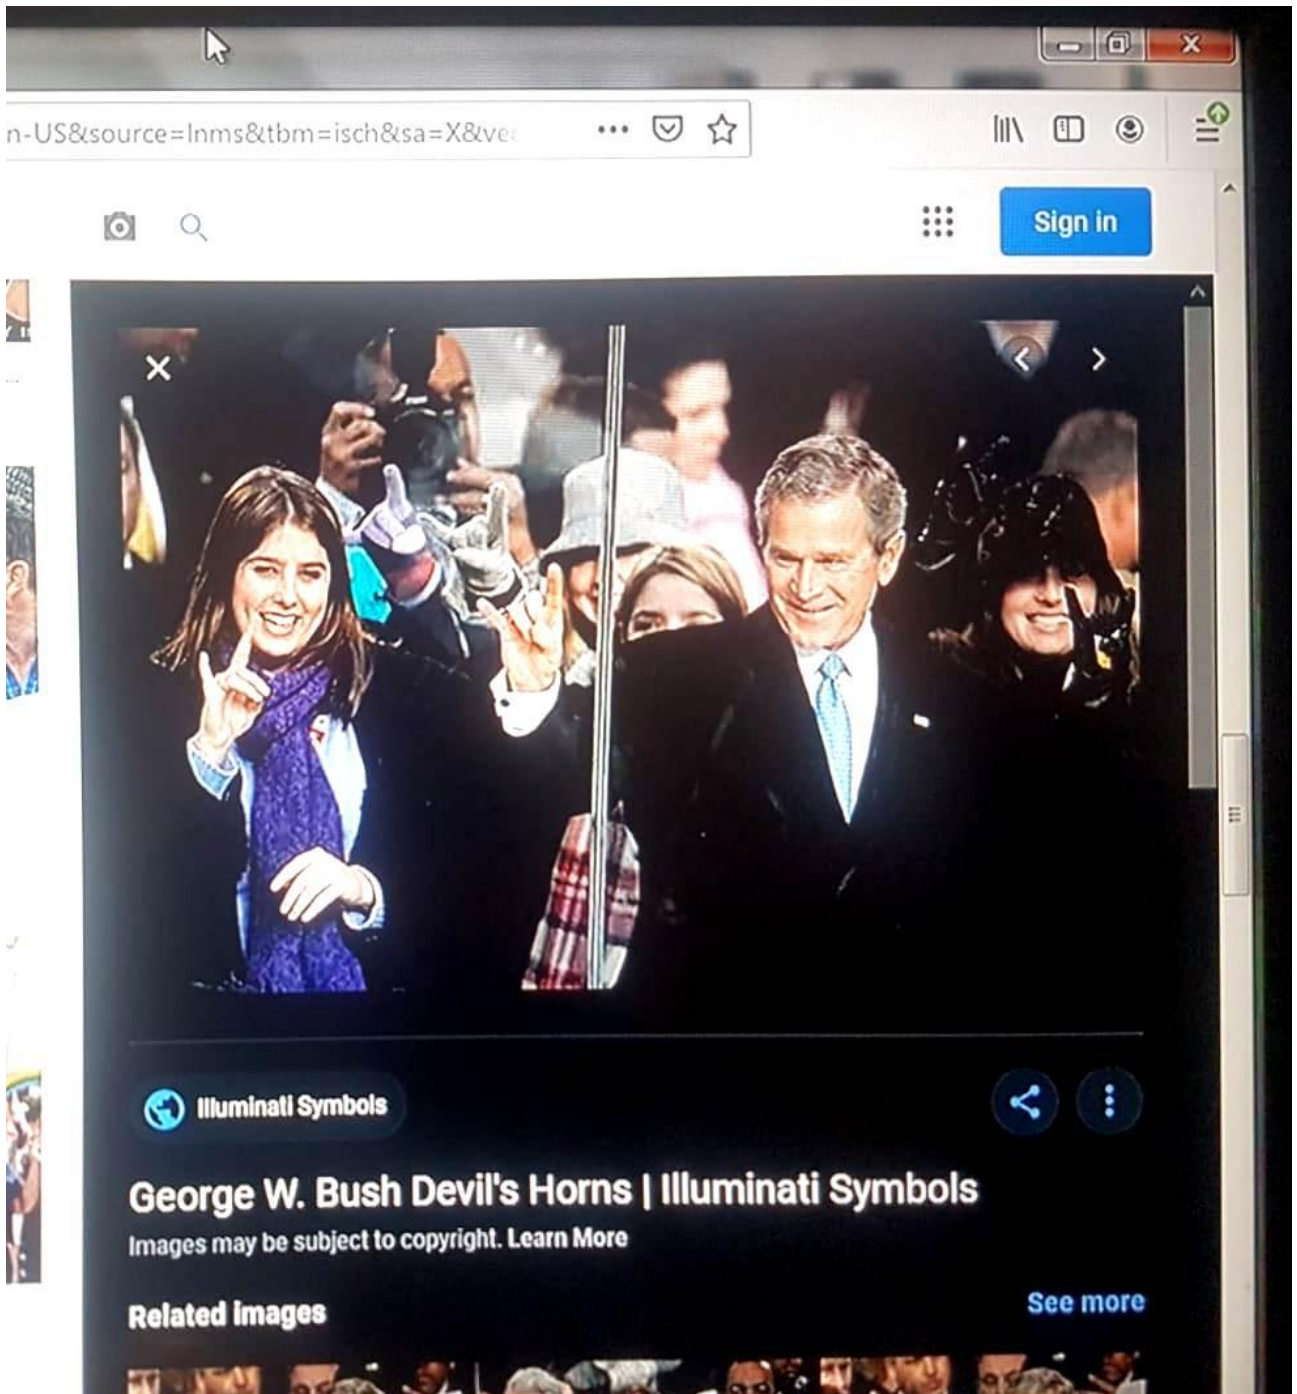 n-US&source=lnms&tbm=isch&sa=X&ve
Sign in
Illuminati Symbols
George W. Bush Devil's Horns | Illuminati Symbols
Images may be subject to copyright. Learn More
Related images
See more